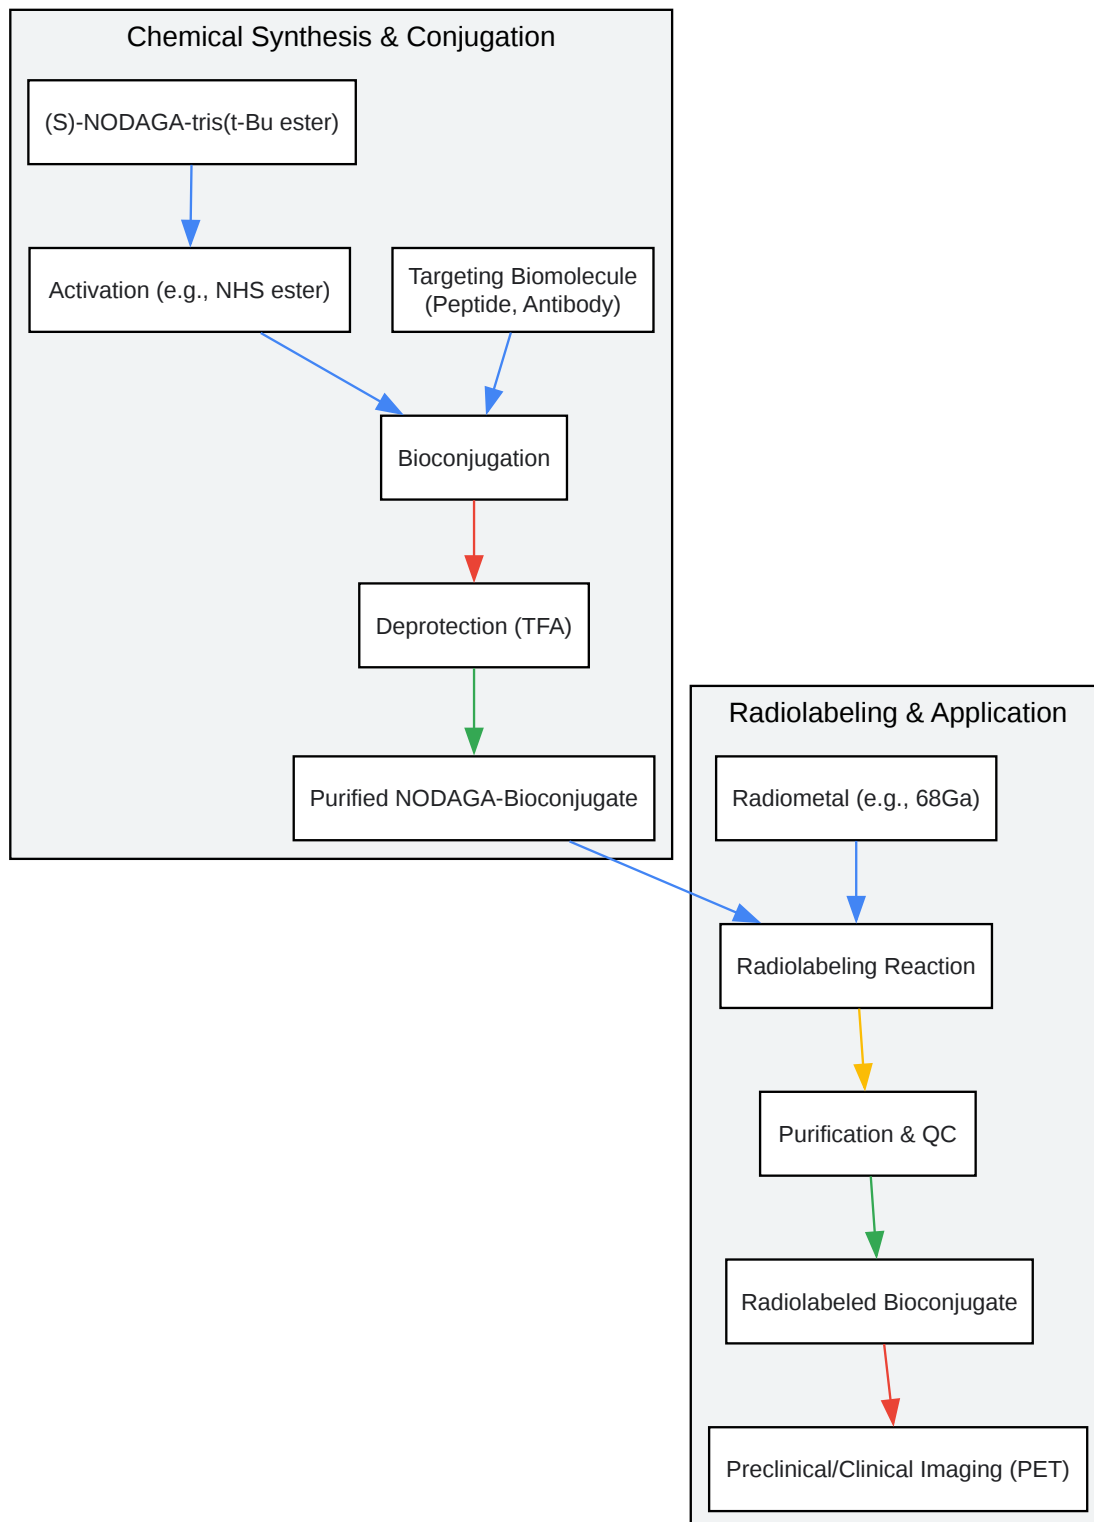 Chemical Synthesis & Conjugation
(S)-NODAGA-tris(t-Bu ester)
Activation (e.g., NHS ester)
Targeting Biomolecule
(Peptide, Antibody)
Bioconjugation
Deprotection (TFA)
Purified NODAGA-Bioconjugate
Radiolabeling & Application
Radiometal (e.g., 68Ga)
Radiolabeling Reaction
Purification & QC
Radiolabeled Bioconjugate
Preclinical/Clinical Imaging (PET)